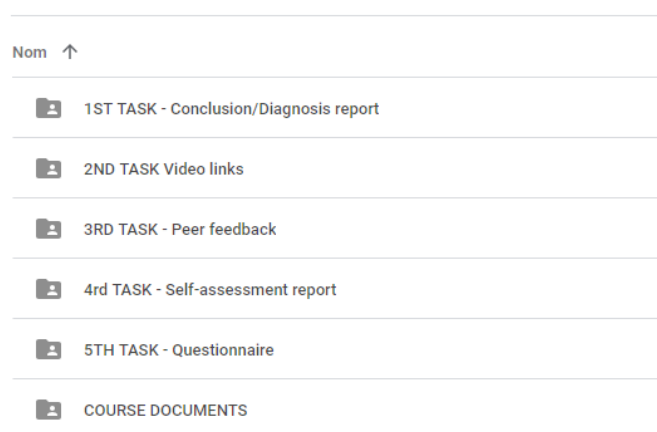 Nom
1ST TASK - Conclusion/Diagnosis report
2ND TASK Video links
3RD TASK - Peer feedback
4rd TASK - Self-assessment report
5TH TASK - Questionnaire
COURSE DOCUMENTS